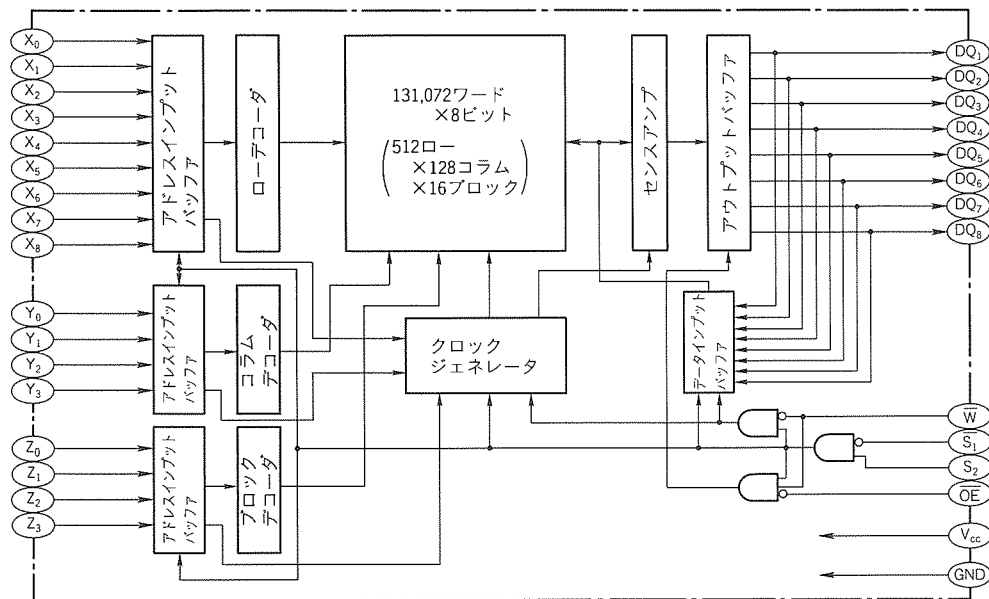 X₀
X₁
X₂
X₃
X₄
X₅
X₆
X₇
X₈
アドレスインプット
バッファ
ローデコーダ
131,072ワード
×8ビット
(512ロー
×128コラム
×16ブロック)
センスアンプ
アウトプットバッファ
DQ₁
DQ₂
DQ₃
DQ₄
DQ₅
DQ₆
DQ₇
DQ₈
Y₀
Y₁
Y₂
Y₃
アドレスインプット
バッファ
コラム
デコーダ
クロック
ジェネレータ
データインプット
バッファ
Z₀
Z₁
Z₂
Z₃
アドレスインプット
バッファ
ブロック
デコーダ
W̅
S̅₁
S₂
O̅E̅
Vcc
GND